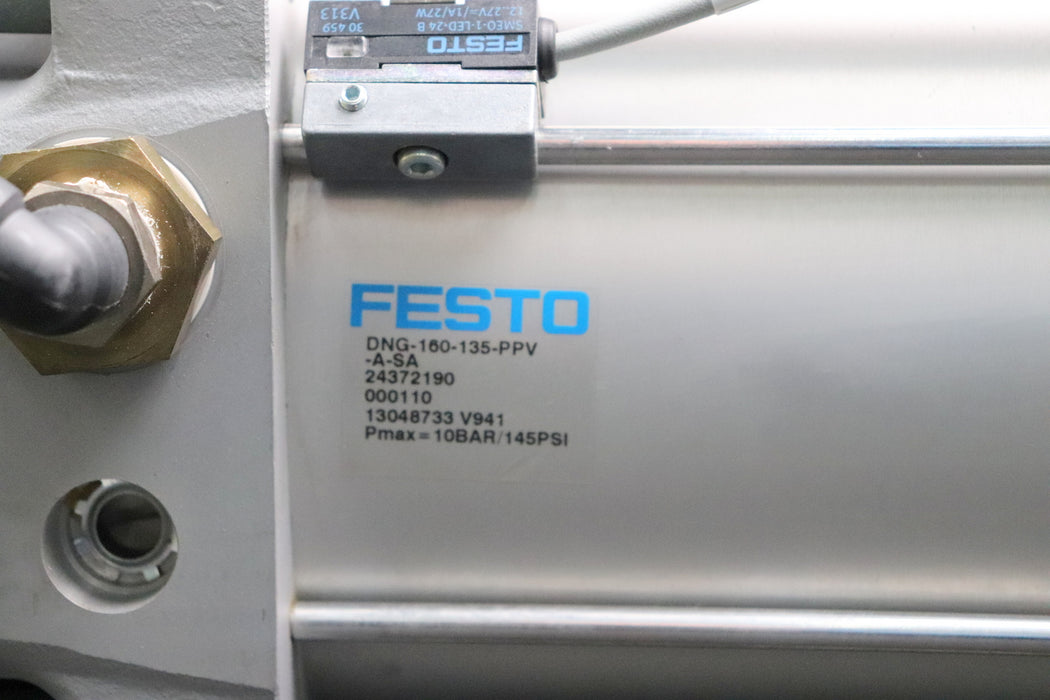 12..27V=/1A/27W
SMEO-1-LED-24 B
30 459
V313
FESTO
FESTO
DNG-160-135-PPV
-A-SA
24372190
000110
13048733 V941
Pmax=10BAR/145PSI